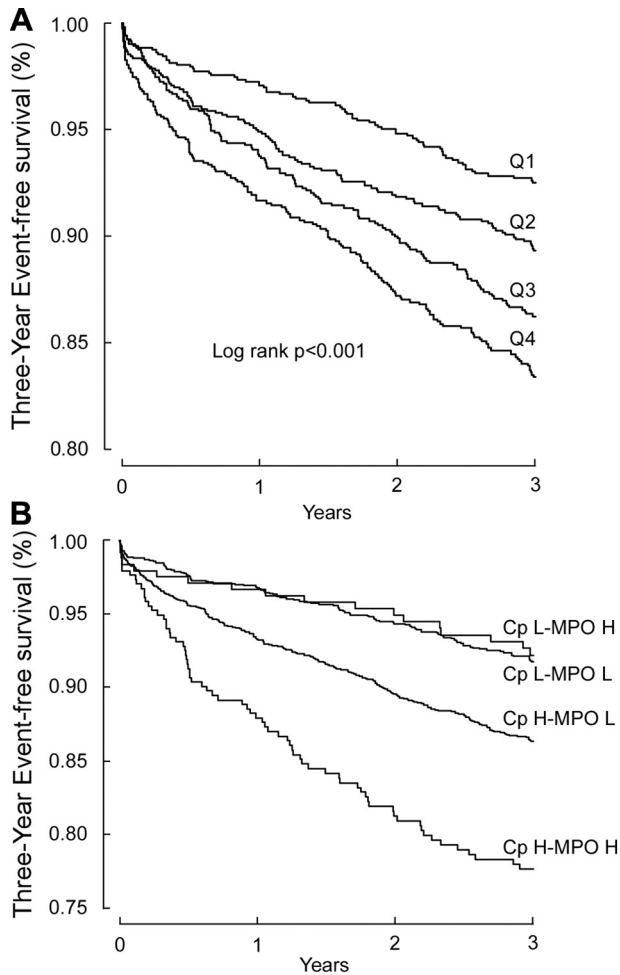 A
Three-Year Event-free survival (%)
1.00
0.95
0.90
0.85
0.80
Q1
Q2
Q3
Q4
Log rank p<0.001
0
1
2
3
Years
B
Three-Year Event-free survival (%)
1.00
0.95
0.90
0.85
0.80
0.75
Cp L-MPO H
Cp L-MPO L
Cp H-MPO L
Cp H-MPO H
0
1
2
3
Years